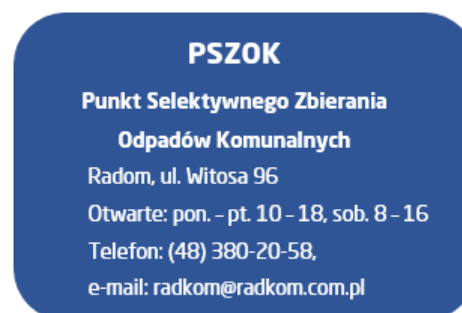 PSZOK
Punkt Selektywnego Zbierania
Odpadów Komunalnych
Radom, ul. Witosa 96
Otwarte: pon. – pt. 10 – 18, sob. 8 – 16
Telefon: (48) 380-20-58,
e-mail: radkom@radkom.com.pl